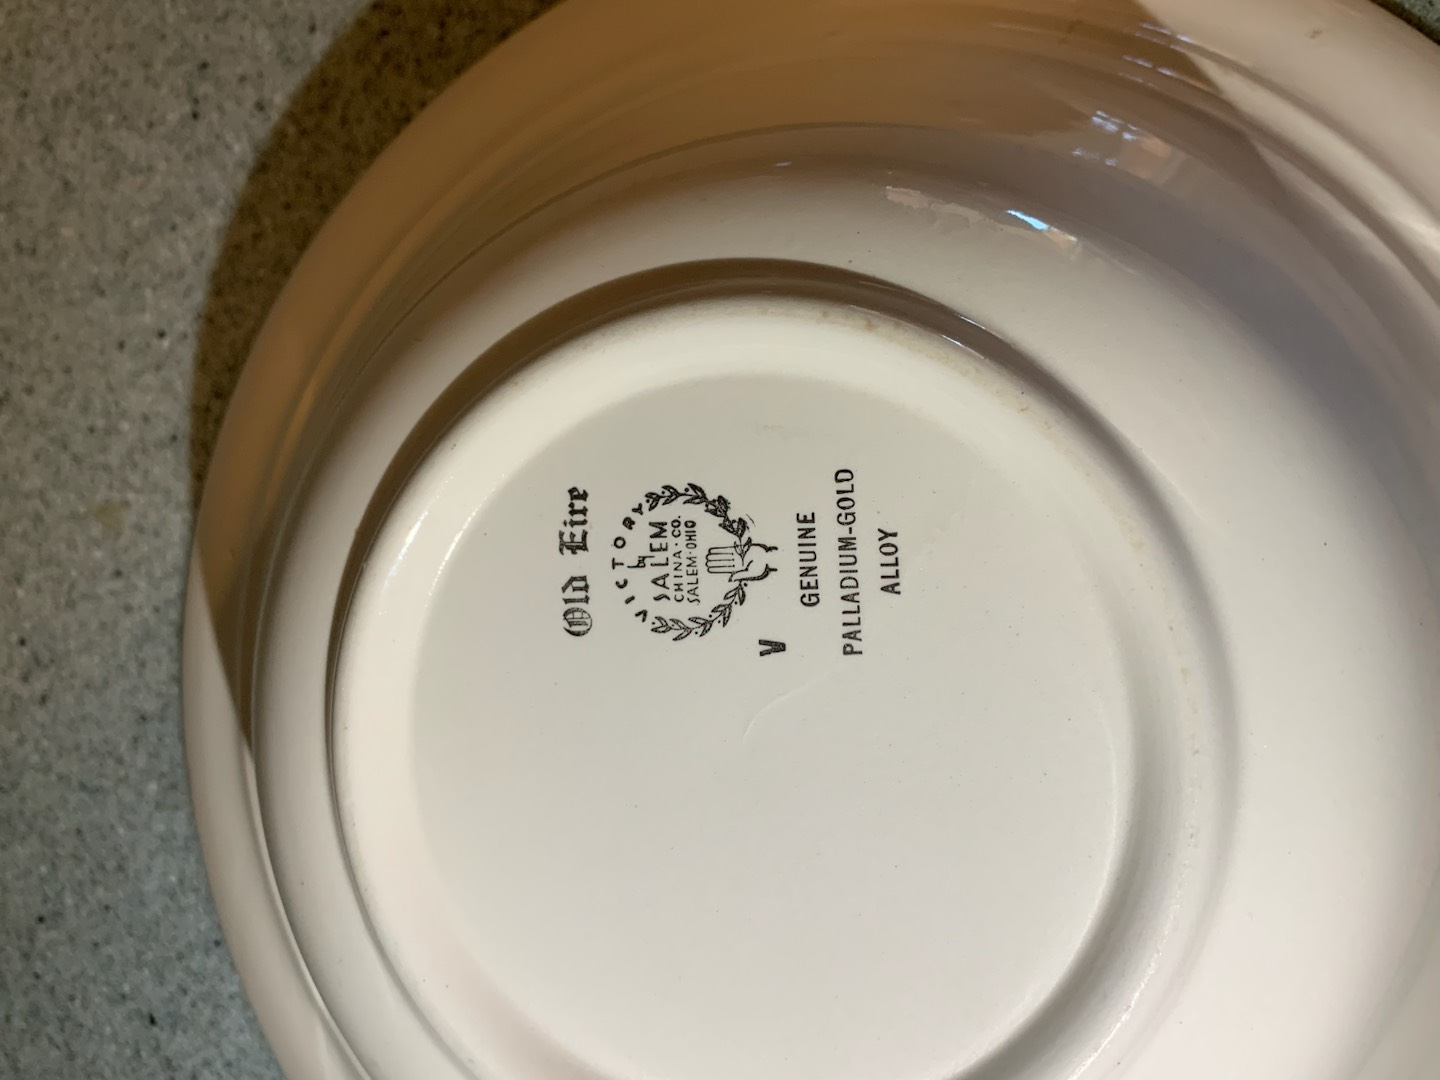 Old Eire
VICTORY
by
SALEM
CHINA·CO.
SALEM·OHIO
V
GENUINE
PALLADIUM-GOLD
ALLOY